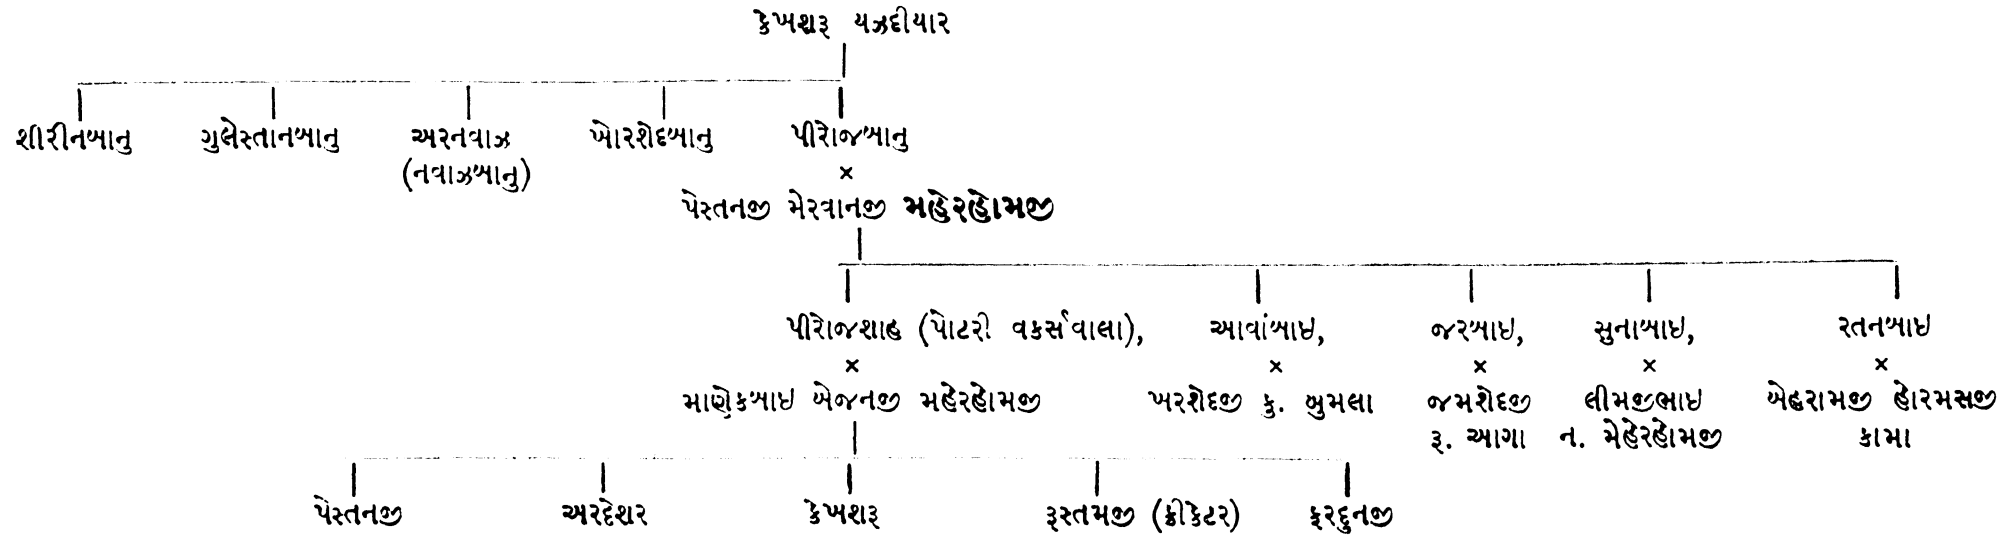 કેખશરૂ યઝદીયાર
શીરીનબાનુ ગુલેસ્તાનબાનુ અરનવાઝ ખોરશેદબાનુ પીરોજબાનુ
(નવાઝબાનુ) ×
પેસ્તનજી મેરવાનજી મહેરહોમજી
પીરોજશાહ (પોટરી વર્કસવાલા), આવાંબાઇ, જરબાઇ, સુનાબાઇ, રતનબાઇ
× × × × ×
માણેકબાઇ બેજનજી મહેરહોમજી ખરશેદજી કુ. બુમલા જમશેદજી લીમજીભાઇ બેહરામજી હોરમસજી
રૂ. આગા ન. મેહેરહોમજી કામા
પેસ્તનજી અરદેશર કેખશરૂ રૂસ્તમજી (ક્રીકેટર) ફરદુનજી